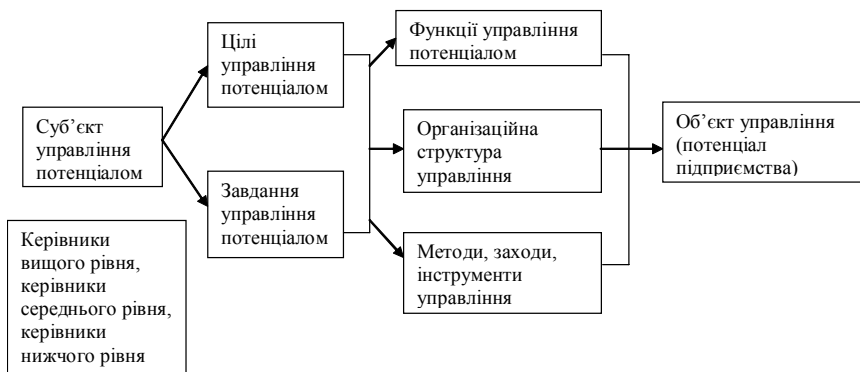 Суб’єкт
управління
потенціалом
Керівники
вищого рівня,
керівники
середнього рівня,
керівники
нижчого рівня
Цілі
управління
потенціалом
Завдання
управління
потенціалом
Функції управління
потенціалом
Організаційна
структура
управління
Методи, заходи,
інструменти
управління
Об’єкт управління
(потенціал
підприємства)